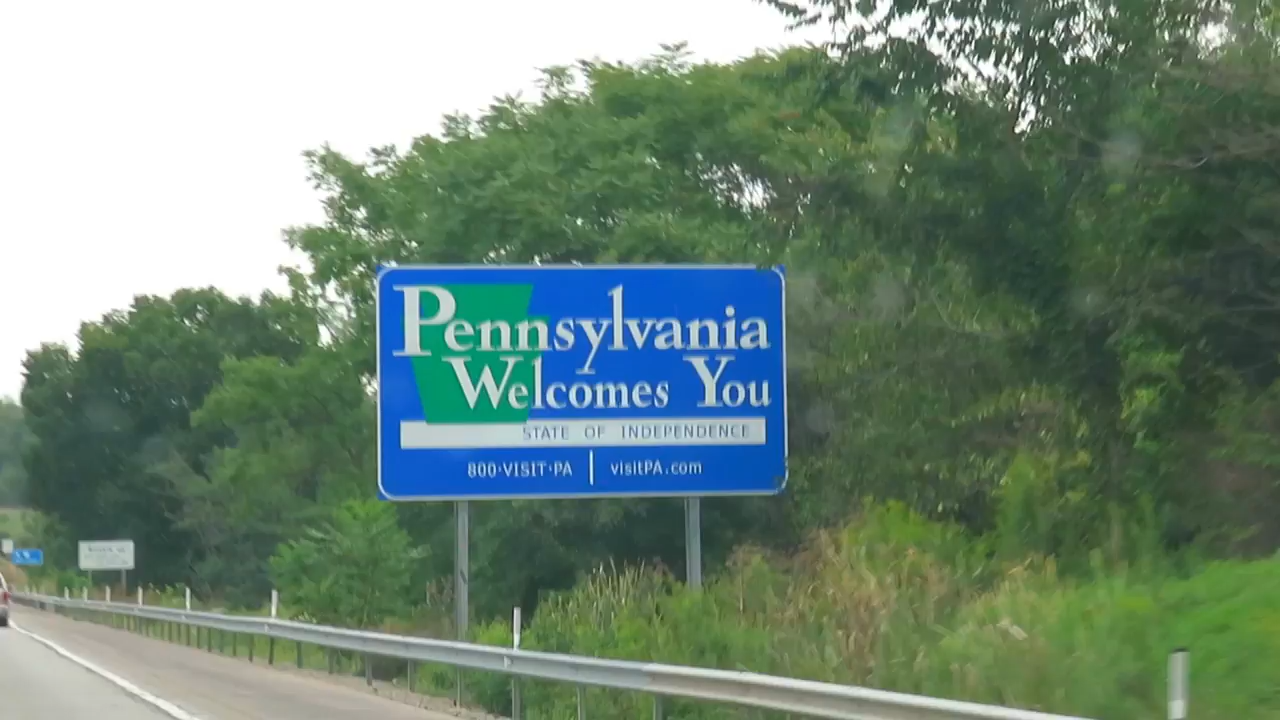 Pennsylvania
Welcomes You
STATE OF INDEPENDENCE
800·VISIT·PA | visitPA.com